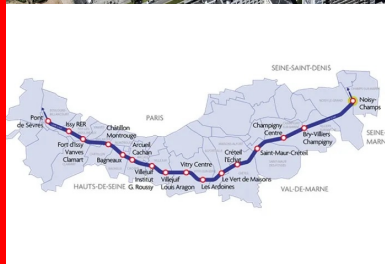 SEINE-SAINT-DENIS
Noisy-
Champs
PARIS
Pont
de Sèvres
Issy RER
Châtillon
Montrouge
Champigny
Centre
Bry-Villiers
Champigny
SEINE-
MARN
Fort d'Issy
Vanves
Clamart
Arcueil
Cachan
Bagneux
Villejuif
Institut
G. Roussy
Vitry Centre
Créteil
l'Échat
Saint-Maur-Créteil
Villejuif
Louis Aragon
Le Vert de Maisons
Les Ardoines
HAUTS-DE-SEINE
VAL-DE-MARNE